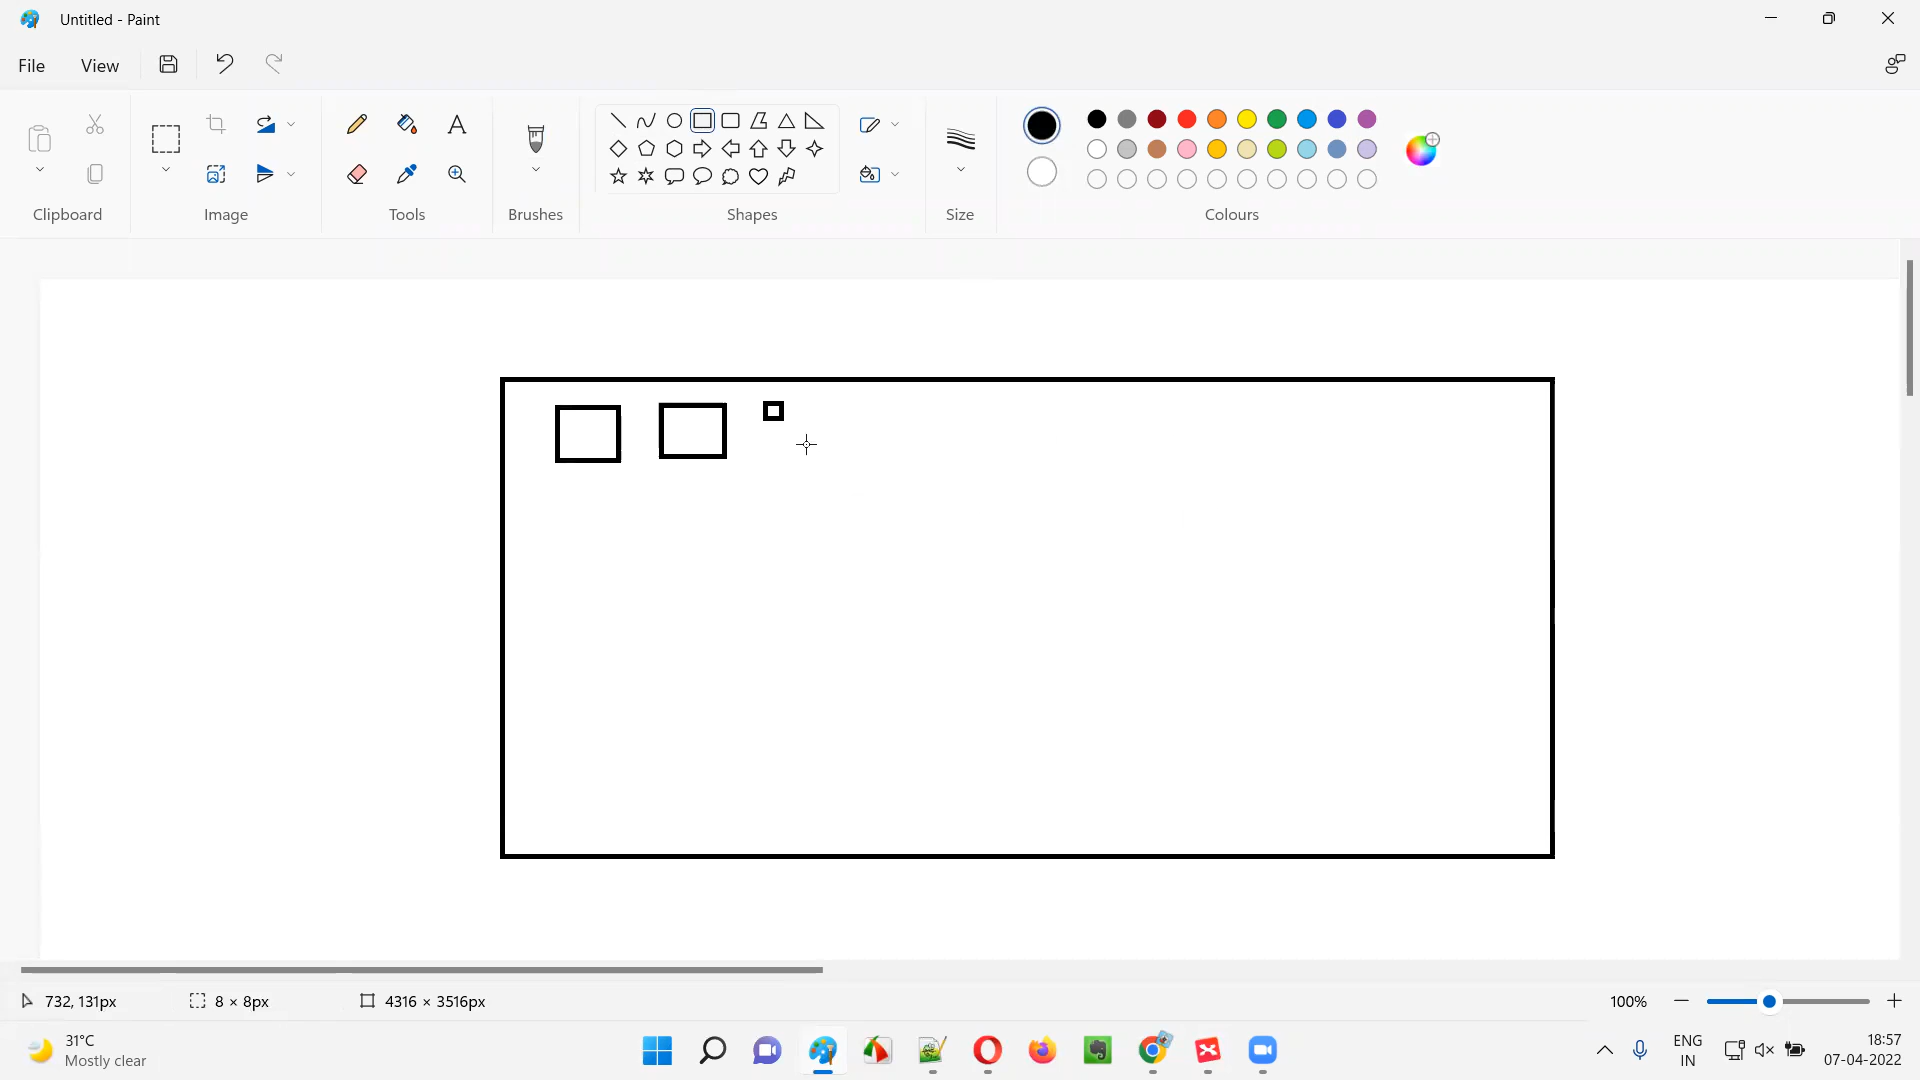 Untitled - Paint
File View
Clipboard
Image
Tools
Brushes
Shapes
Size
Colours
732, 131px
8 × 8px
4316 × 3516px
100%
31°C
Mostly clear
ENG
IN
18:57
07-04-2022